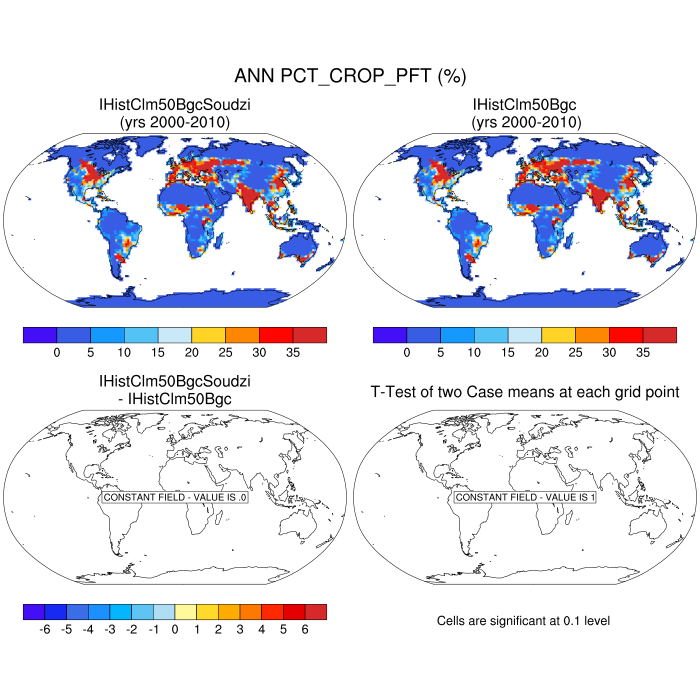 ANN PCT_CROP_PFT (%)
IHistClm50BgcSoudzi
(yrs 2000-2010)
IHistClm50Bgc
(yrs 2000-2010)
0 5 10 15 20 25 30 35
0 5 10 15 20 25 30 35
IHistClm50BgcSoudzi
- IHistClm50Bgc
T-Test of two Case means at each grid point
CONSTANT FIELD - VALUE IS .0
CONSTANT FIELD - VALUE IS 1
-6 -5 -4 -3 -2 -1 0 1 2 3 4 5 6
Cells are significant at 0.1 level